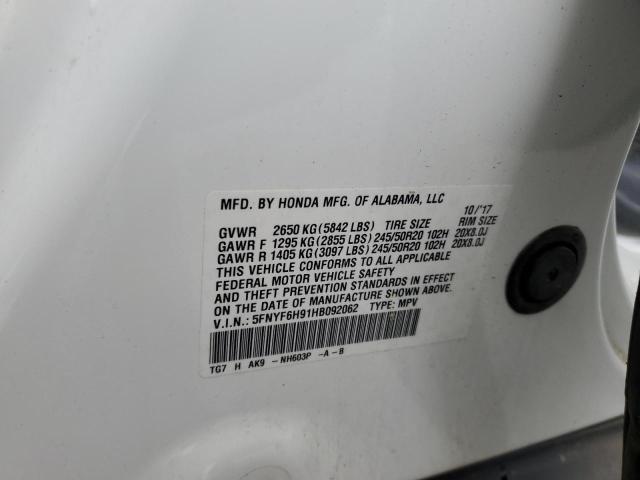 MFD. BY HONDA MFG. OF ALABAMA, LLC 10/'17
GVWR 2650 KG (5842 LBS) TIRE SIZE RIM SIZE
GAWR F 1295 KG (2855 LBS) 245/50R20 102H 20X8.0J
GAWR R 1405 KG (3097 LBS) 245/50R20 102H 20X8.0J
THIS VEHICLE CONFORMS TO ALL APPLICABLE
FEDERAL MOTOR VEHICLE SAFETY
AND THEFT PREVENTION STANDARDS IN EFFECT
ON THE DATE OF MANUFACTURE SHOWN ABOVE.
V.I.N.: 5FNYF6H91HB092062 TYPE: MPV
TG7 H AK9 -NH603P -A-B